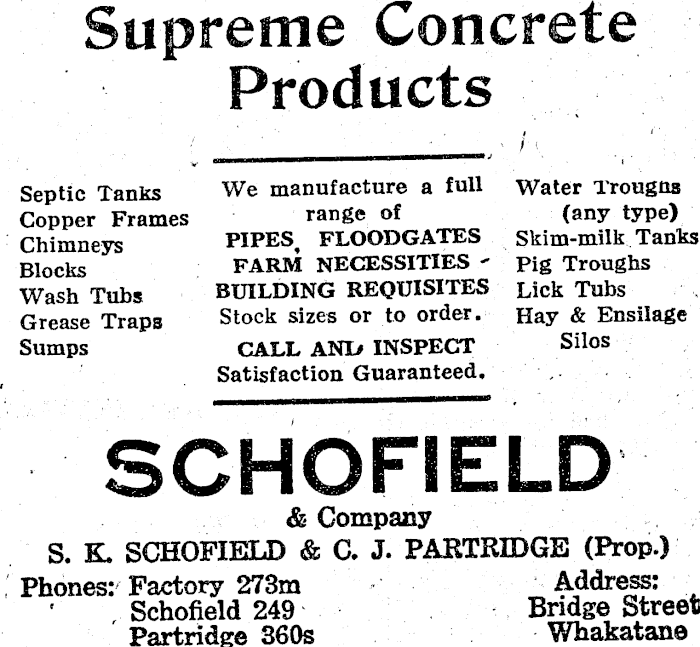 Supreme Concrete
Products
Septic Tanks
Copper Frames
Chimneys
Blocks
Wash Tubs
Grease Traps
Sumps
We manufacture a full
range of
PIPES, FLOODGATES
FARM NECESSITIES -
BUILDING REQUISITES
Stock sizes or to order.
CALL AND INSPECT
Satisfaction Guaranteed.
Water Troughs
(any type)
Skim-milk Tanks
Pig Troughs
Lick Tubs
Hay & Ensilage
Silos
SCHOFIELD
& Company
S. K. SCHOFIELD & C. J. PARTRIDGE (Prop.)
Phones: Factory 273m
Schofield 249
Partridge 360s
Address:
Bridge Street
Whakatane